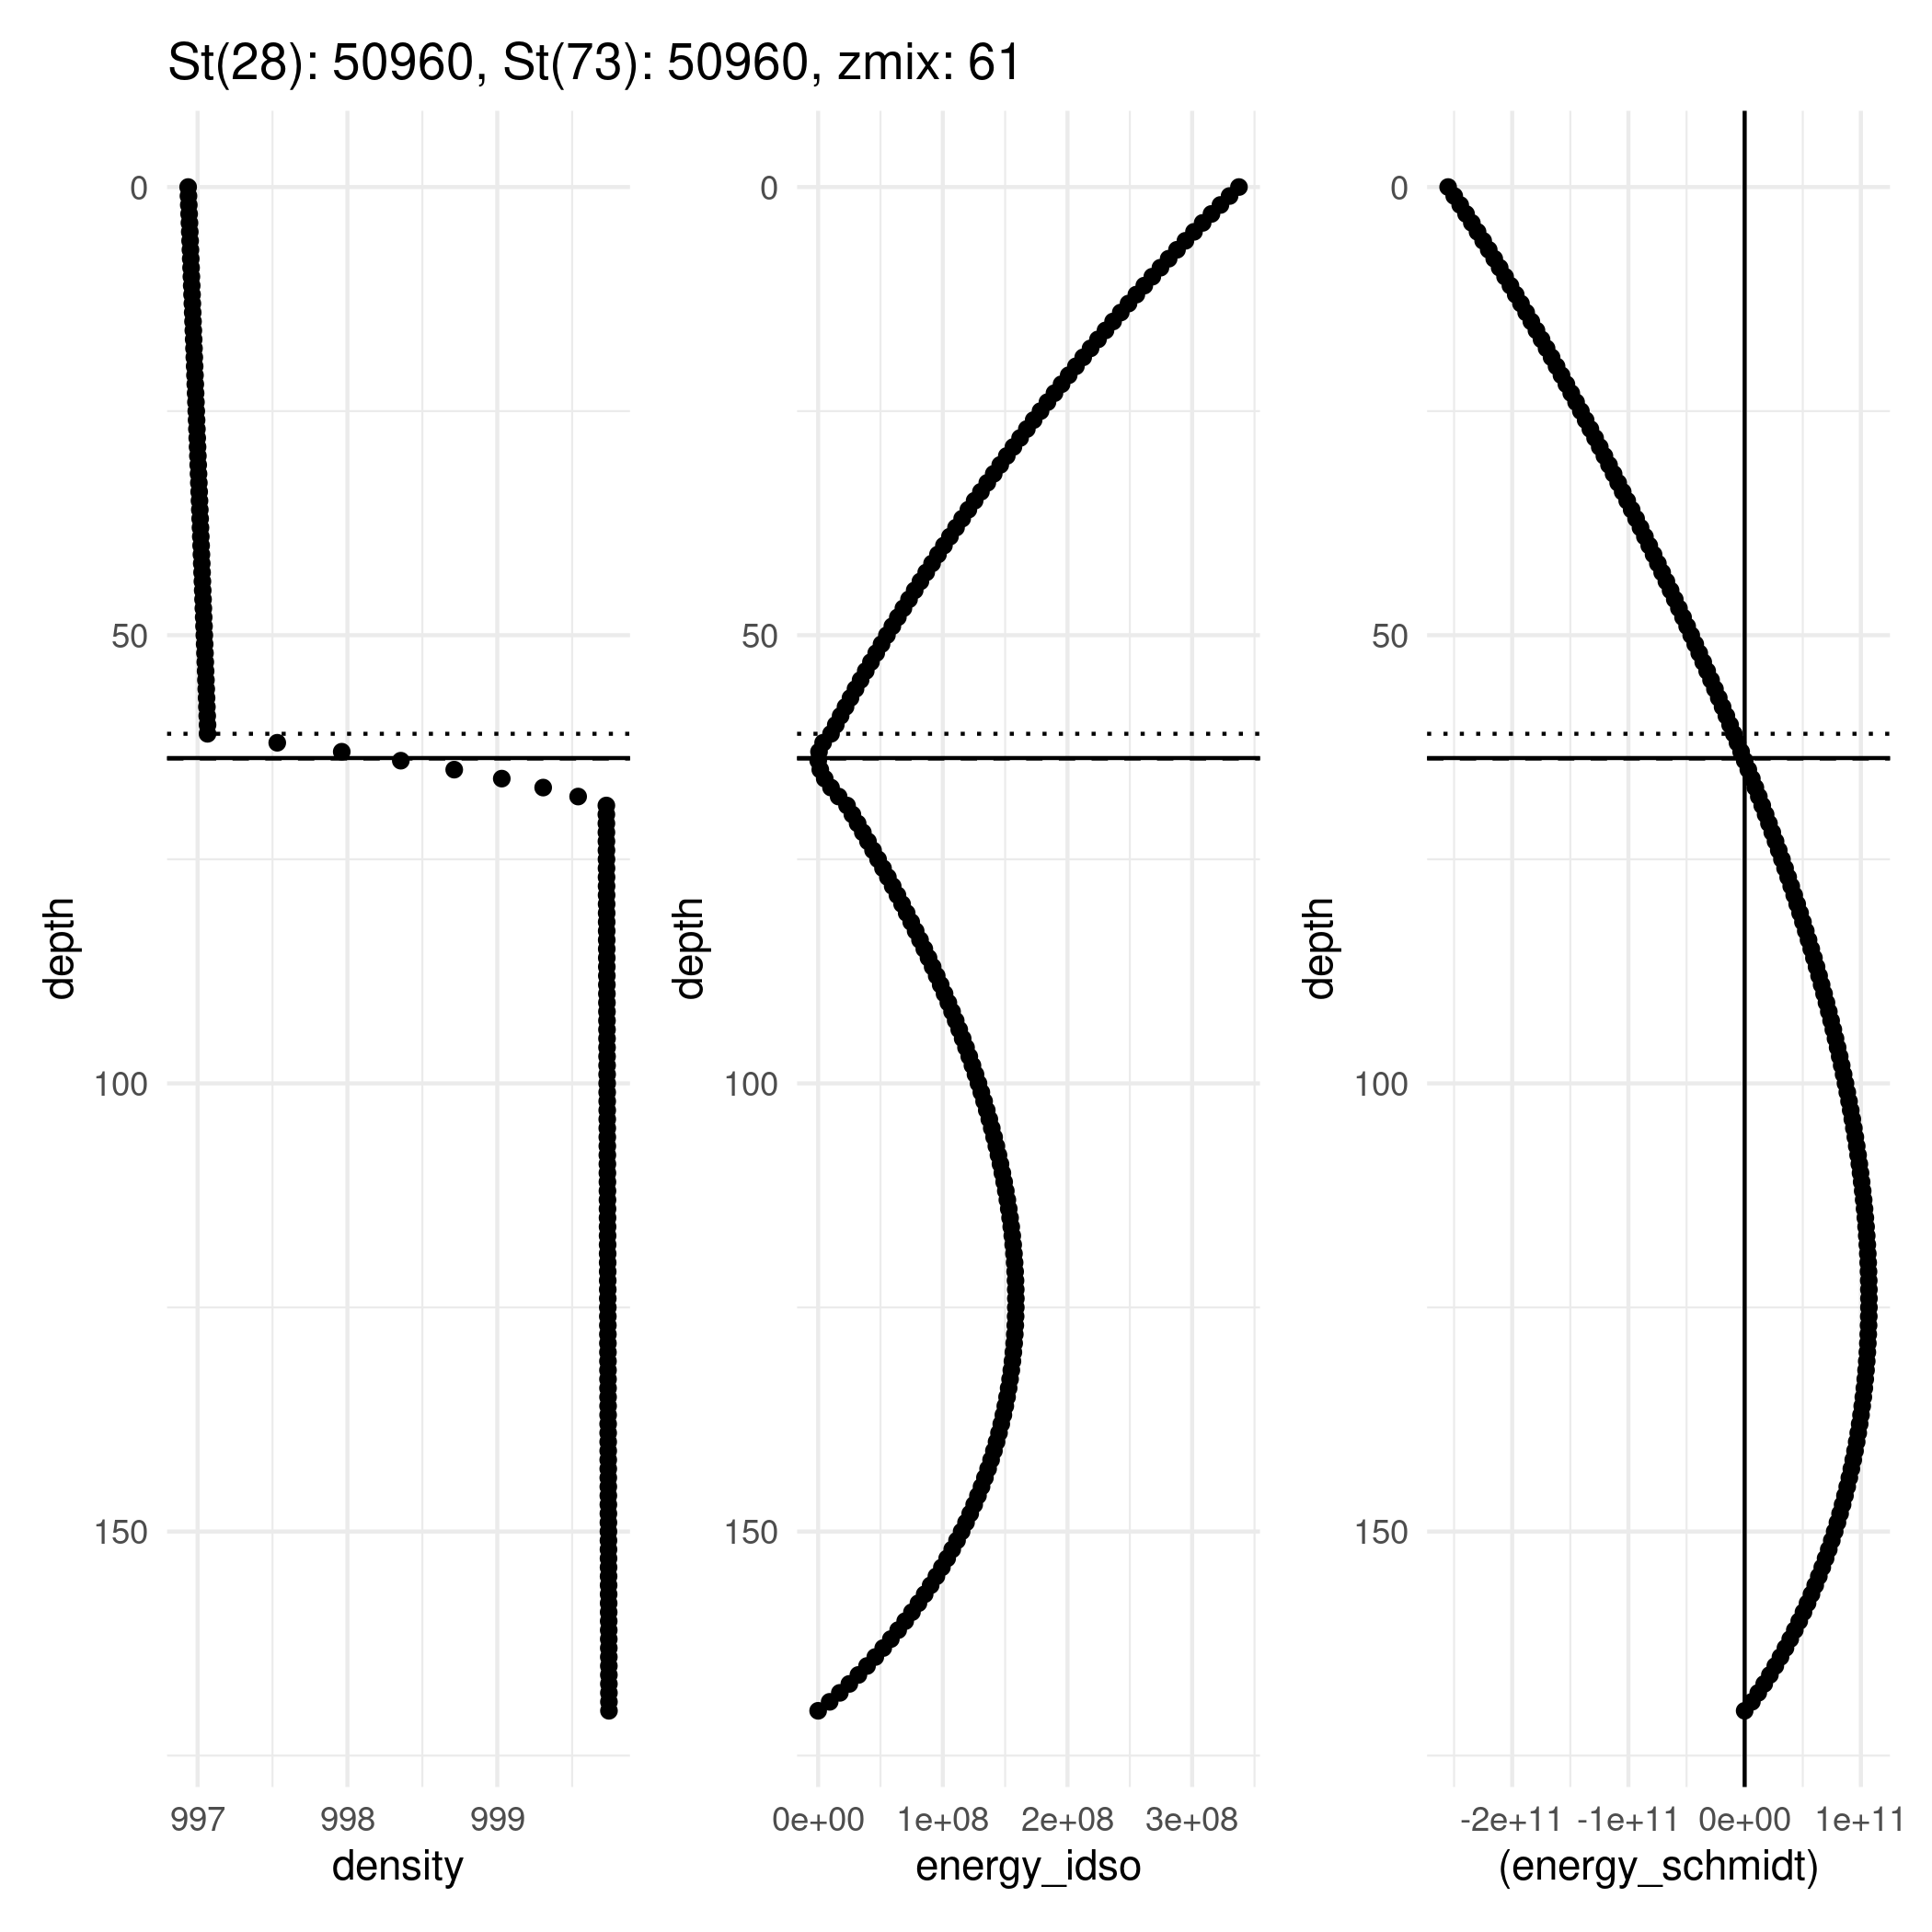 St(28): 50960, St(73): 50960, zmix: 61
0
50
100
150
depth
997
998
999
density
0
50
100
150
depth
0e+00
1e+08
2e+08
3e+08
energy_idso
0
50
100
150
depth
-2e+11
-1e+11
0e+00
1e+11
(energy_schmidt)